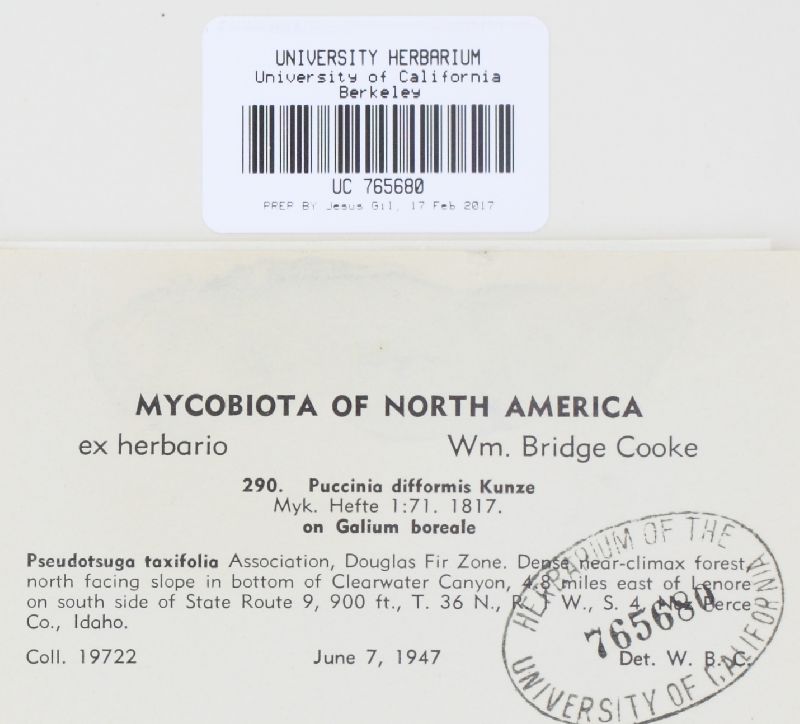 UNIVERSITY HERBARIUM
University of California
Berkeley
UC 765680
PREP BY Jesus Gil, 17 Feb 2017
MYCOBIOTA OF NORTH AMERICA
ex herbario Wm. Bridge Cooke
290. Puccinia difformis Kunze
Myk. Hefte 1:71. 1817.
on Galium boreale
Pseudotsuga taxifolia Association, Douglas Fir Zone. Dense near-climax forest,
north facing slope in bottom of Clearwater Canyon, 4.8 miles east of Lenore
on south side of State Route 9, 900 ft., T. 36 N., R. 1 W., S. 4, Nez Perce
Co., Idaho.
Coll. 19722 June 7, 1947 Det. W. B. C.
HERBARIUM OF THE
765680
UNIVERSITY OF CALIFORNIA